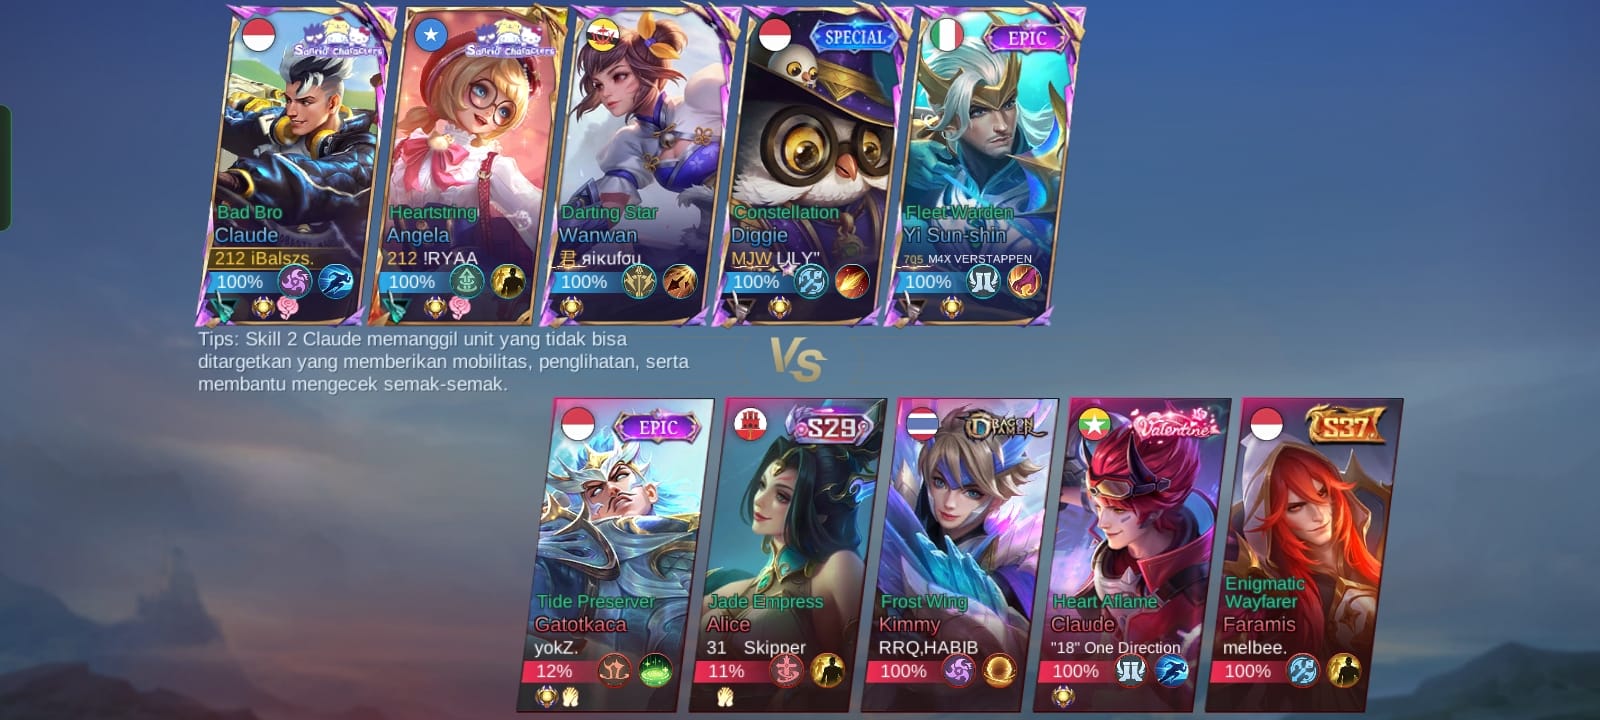 Sanrio Characters
Bad Bro
Claude
212 iBalszs.
100%
Sanrio Characters
Heartstring
Angela
212 !RYAA
100%
Darting Star
Wanwan
君 яikufσu
100%
SPECIAL
Constellation
Diggie
MJW LILY"
100%
EPIC
Fleet Warden
Yi Sun-shin
705 M4X VERSTAPPEN
100%
Tips: Skill 2 Claude memanggil unit yang tidak bisa
ditargetkan yang memberikan mobilitas, penglihatan, serta
membantu mengecek semak-semak.
VS
EPIC
Tide Preserver
Gatotkaca
yokZ.
12%
S29
Jade Empress
Alice
31 Skipper
11%
DRAGON TAMER
Frost Wing
Kimmy
RRQ,HABIB
100%
Valentine
Heart Aflame
Claude
"18" One Direction
100%
S37
Enigmatic
Wayfarer
Faramis
melbee.
100%